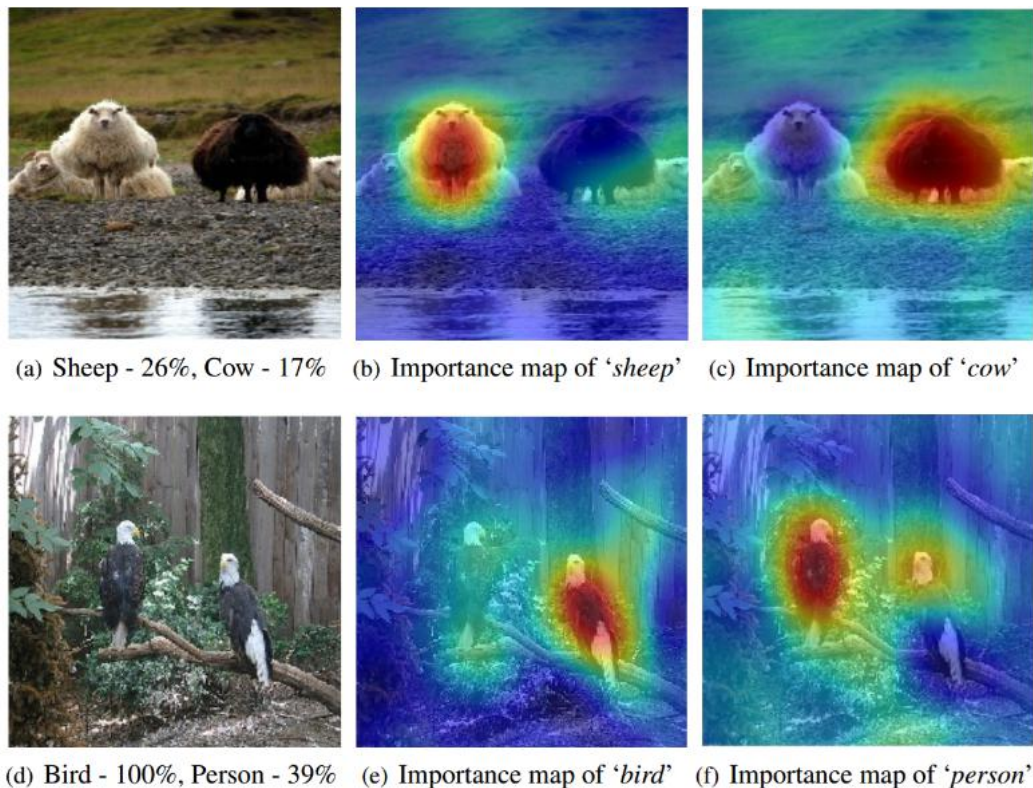 (a) Sheep - 26%, Cow - 17%
(b) Importance map of ‘sheep’
(c) Importance map of ‘cow’
(d) Bird - 100%, Person - 39%
(e) Importance map of ‘bird’
(f) Importance map of ‘person’